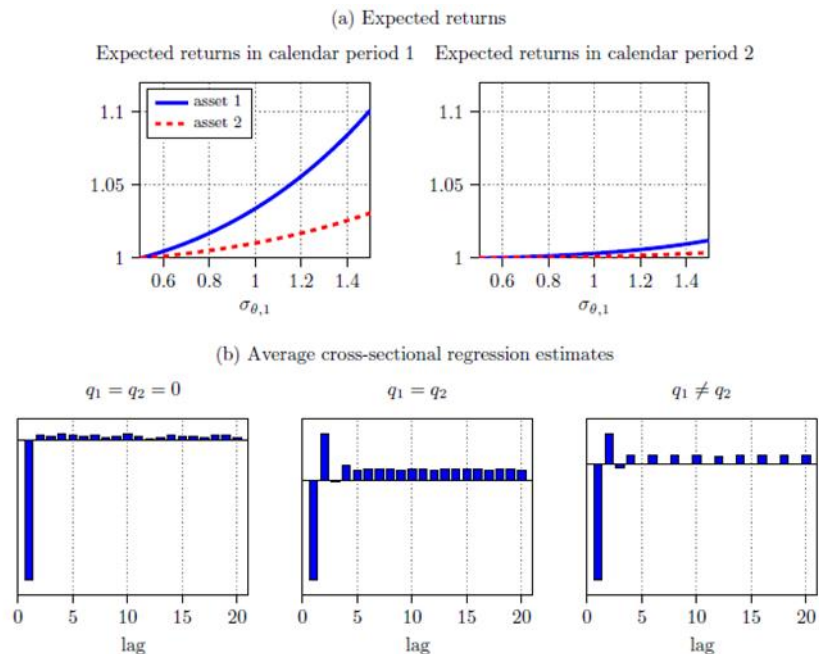 (a) Expected returns
Expected returns in calendar period 1
Expected returns in calendar period 2
asset 1
asset 2
1.1
1.05
1
0.6 0.8 1 1.2 1.4
σθ,1
1.1
1.05
1
0.6 0.8 1 1.2 1.4
σθ,1
(b) Average cross-sectional regression estimates
q1 = q2 = 0
q1 = q2
q1 ≠ q2
0 5 10 15 20
lag
0 5 10 15 20
lag
0 5 10 15 20
lag